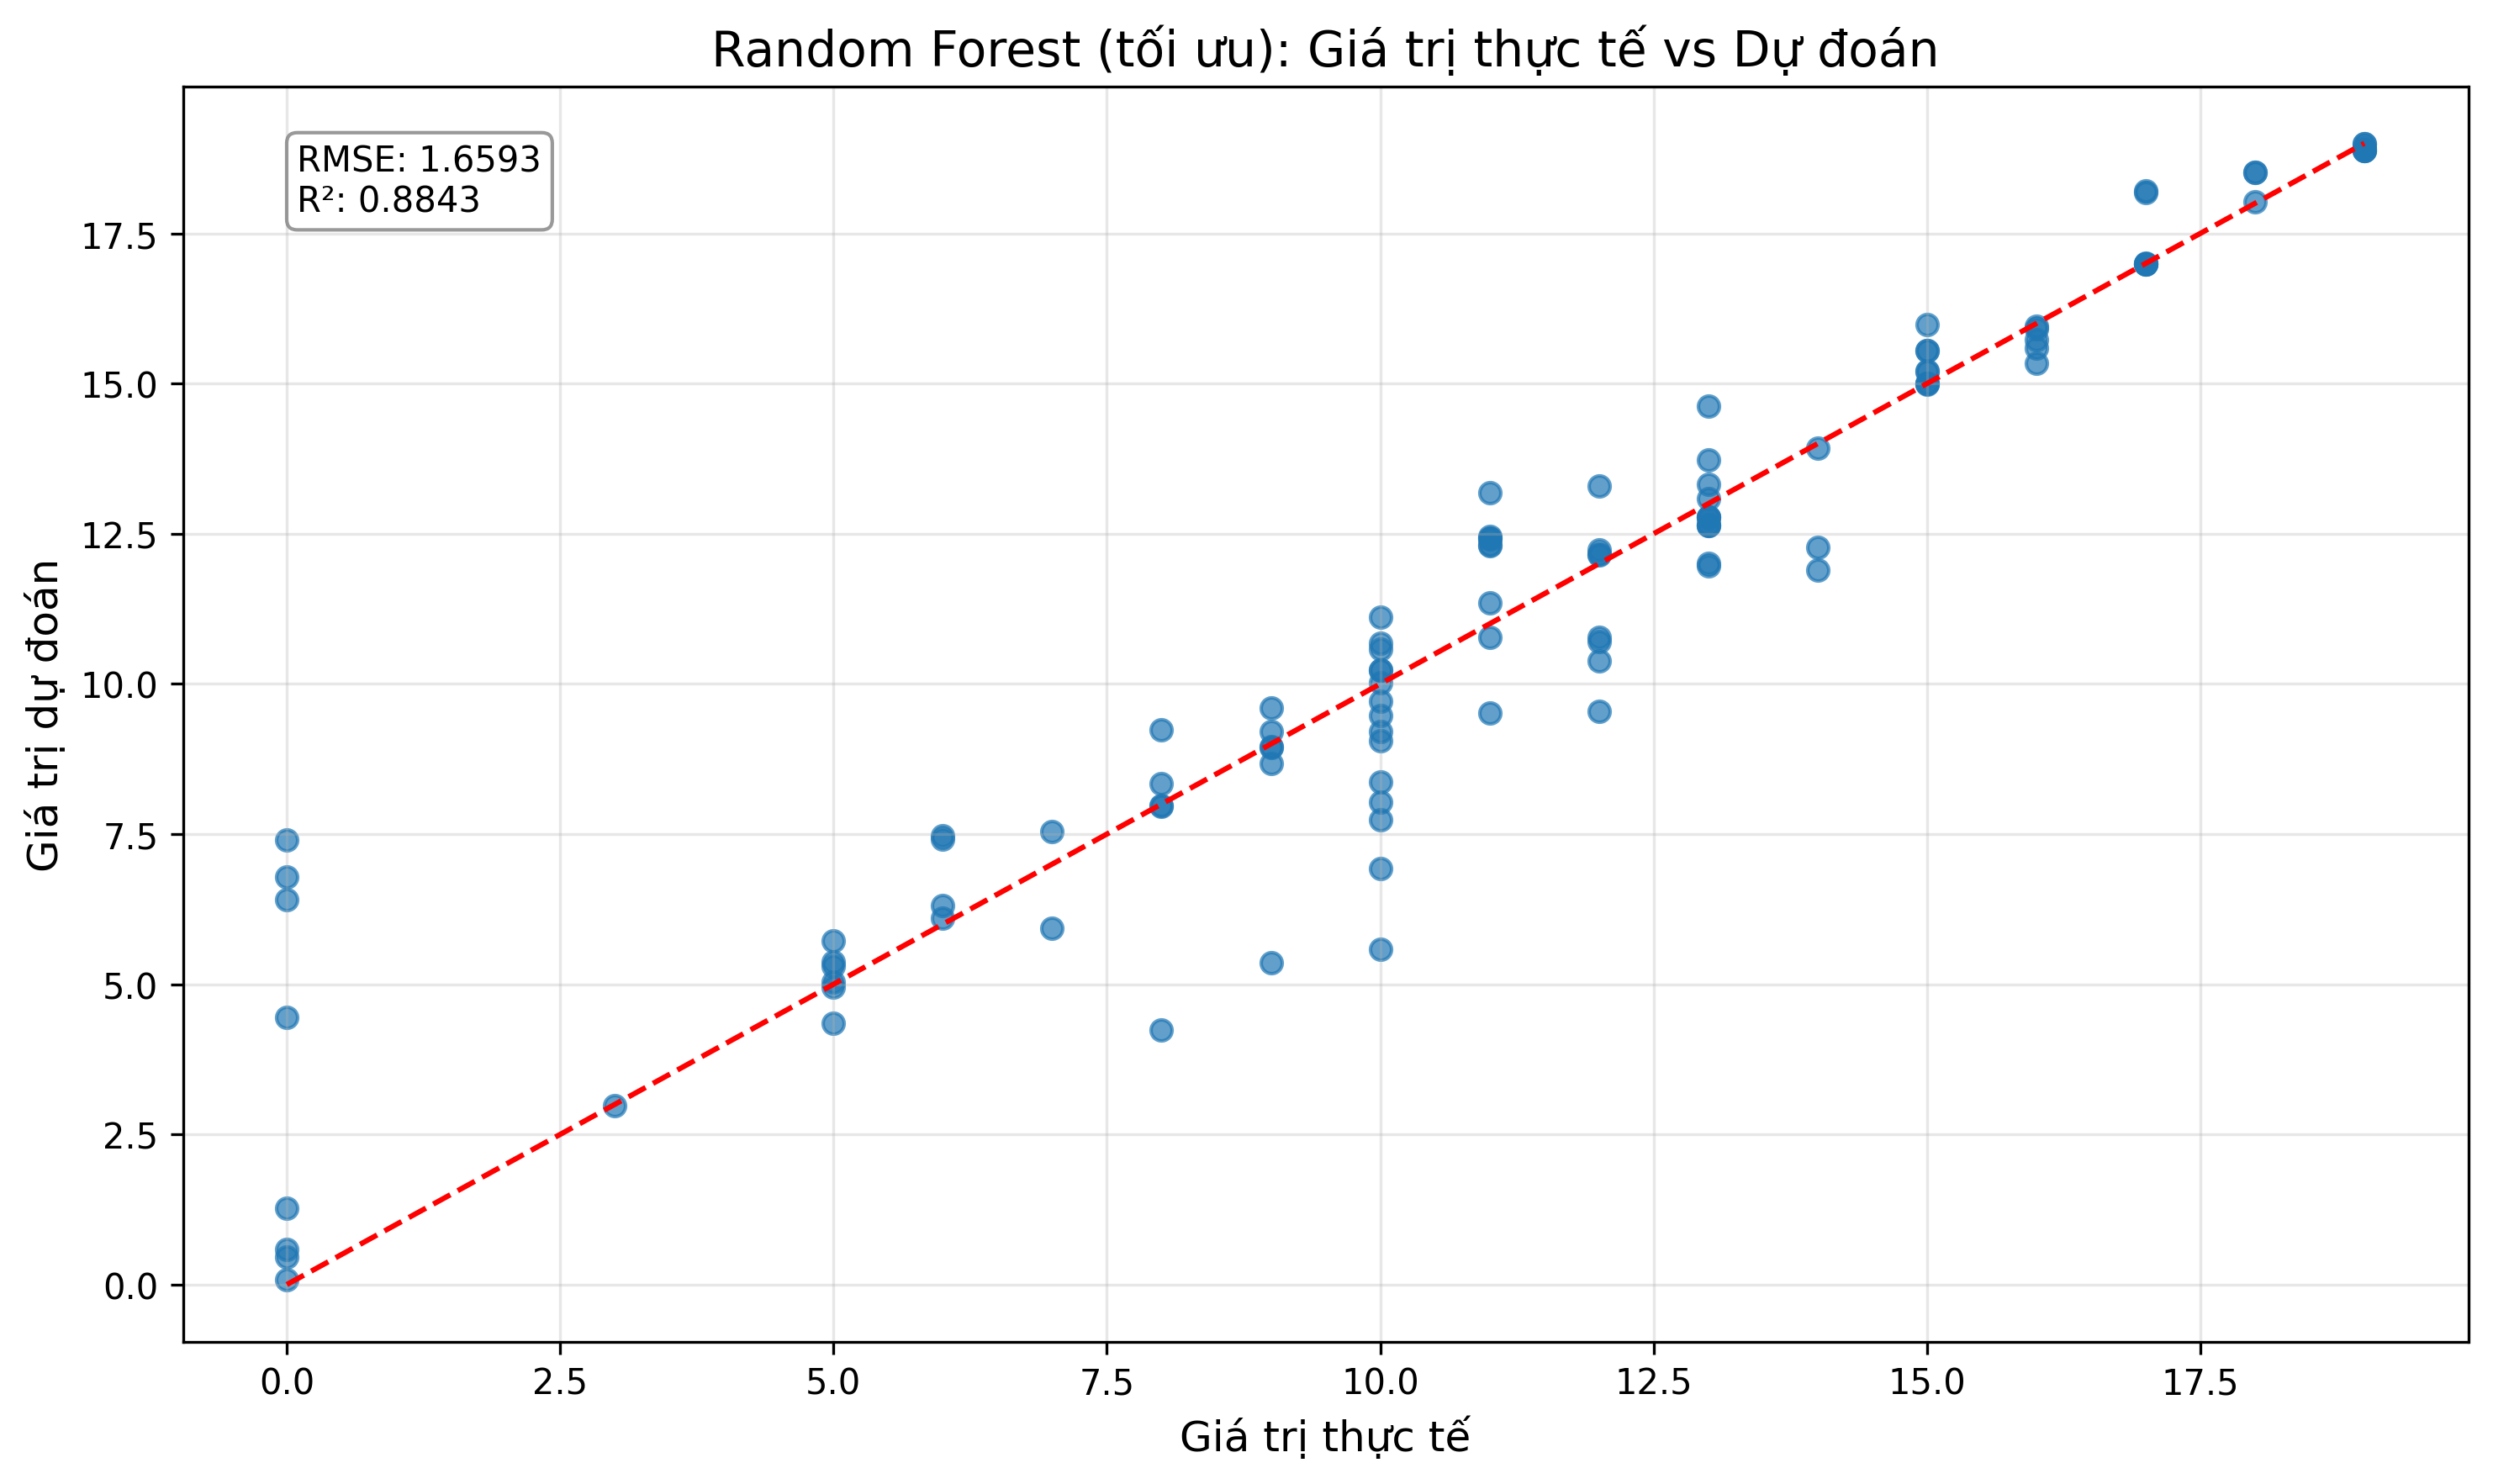 Random Forest (tối ưu): Giá trị thực tế vs Dự đoán
RMSE: 1.6593
R²: 0.8843
Giá trị dự đoán
17.5
15.0
12.5
10.0
7.5
5.0
2.5
0.0
0.0 2.5 5.0 7.5 10.0 12.5 15.0 17.5
Giá trị thực tế